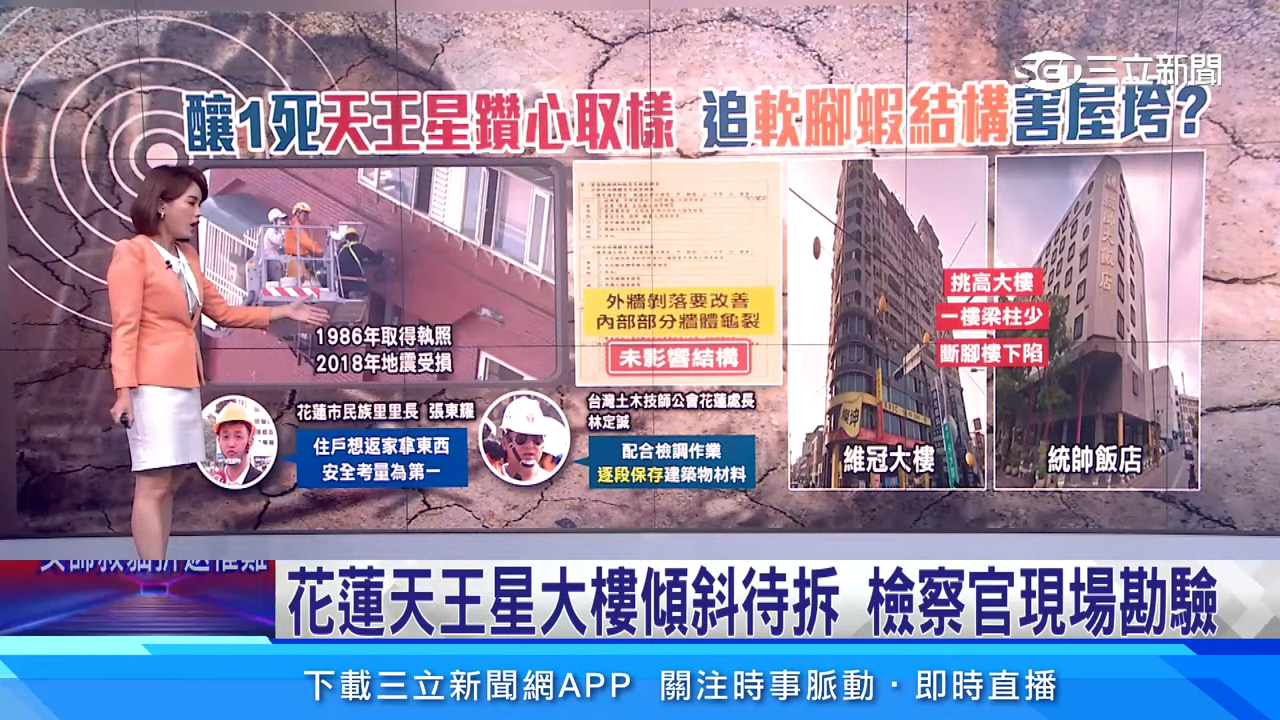 SET 三立新聞
釀1死天王星鑽心取樣 追軟腳蝦結構害屋垮?
1986年取得執照
2018年地震受損
外牆剝落要改善
內部部分牆體龜裂
未影響結構
挑高大樓
一樓梁柱少
斷腳樓下陷
維冠大樓
統帥飯店
花蓮市民族里里長 張東耀
住戶想返家拿東西
安全考量為第一
台灣土木技師公會花蓮處長
林定誠
配合檢調作業
逐段保存建築物材料
花蓮天王星大樓傾斜待拆 檢察官現場勘驗
下載三立新聞網APP 關注時事脈動·即時直播